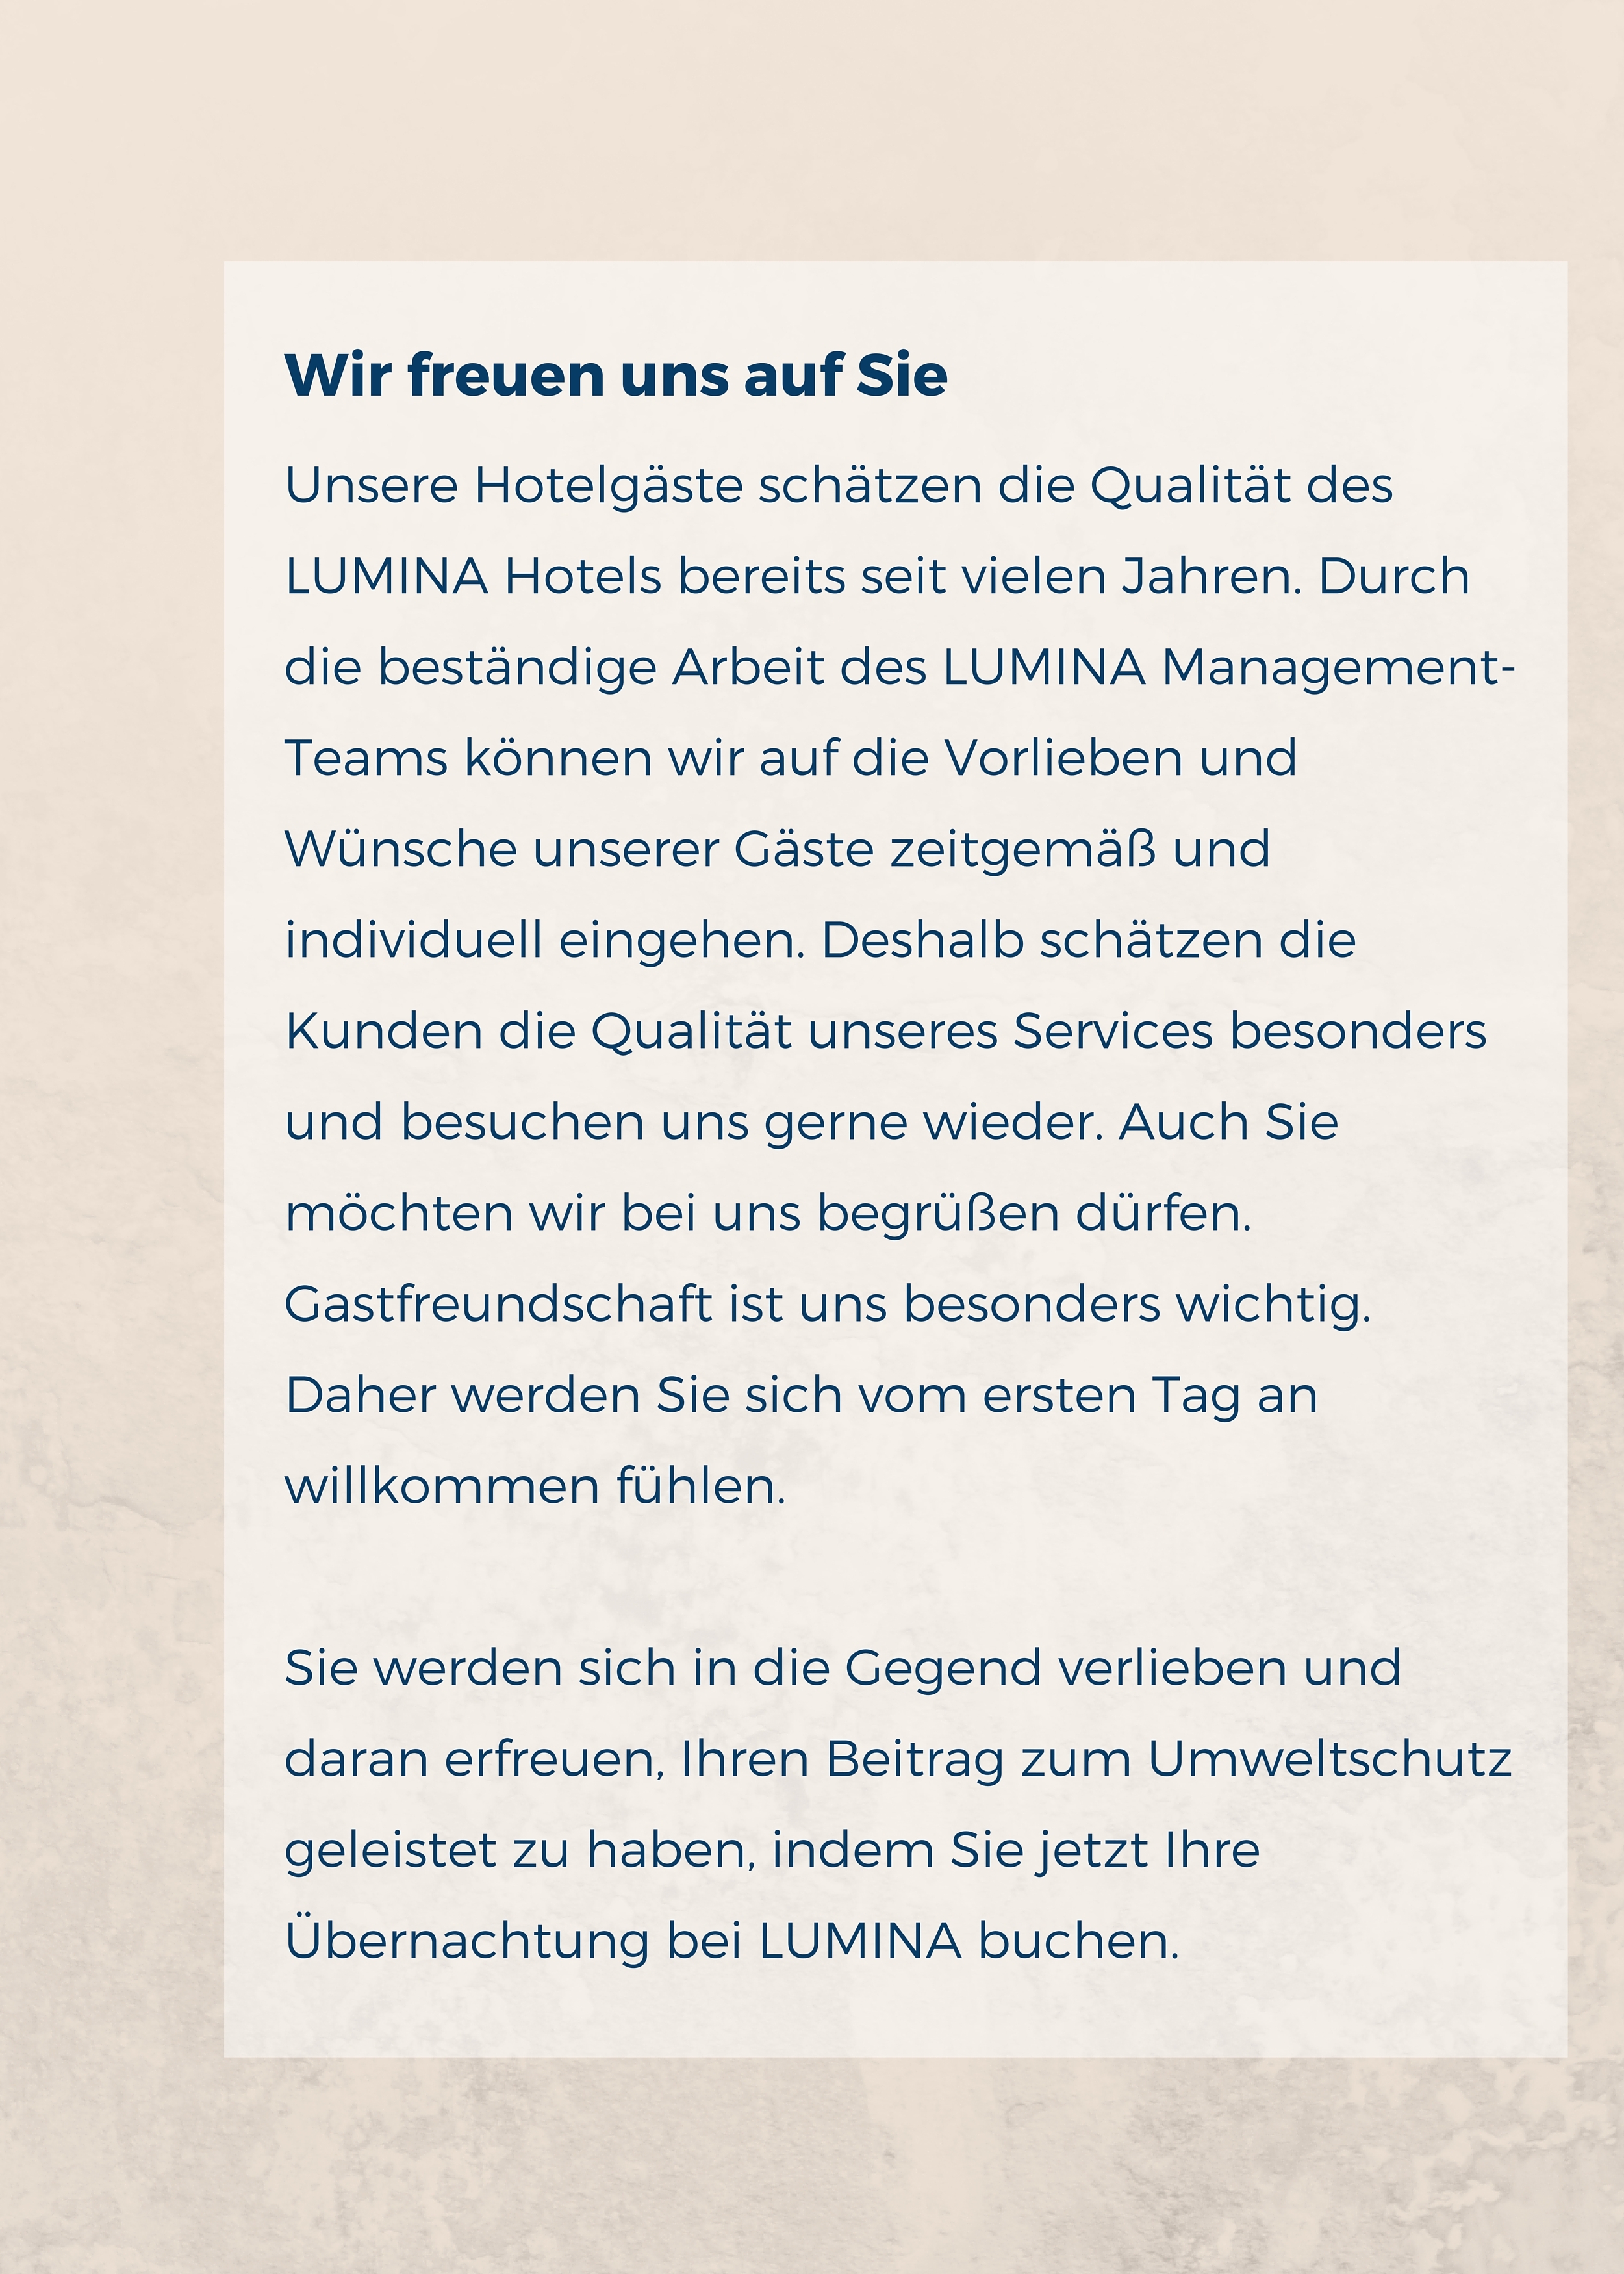 Wir freuen uns auf Sie
Unsere Hotelgäste schätzen die Qualität des
LUMINA Hotels bereits seit vielen Jahren. Durch
die beständige Arbeit des LUMINA Management-
Teams können wir auf die Vorlieben und
Wünsche unserer Gäste zeitgemäß und
individuell eingehen. Deshalb schätzen die
Kunden die Qualität unseres Services besonders
und besuchen uns gerne wieder. Auch Sie
möchten wir bei uns begrüßen dürfen.
Gastfreundschaft ist uns besonders wichtig.
Daher werden Sie sich vom ersten Tag an
willkommen fühlen.
Sie werden sich in die Gegend verlieben und
daran erfreuen, Ihren Beitrag zum Umweltschutz
geleistet zu haben, indem Sie jetzt Ihre
Übernachtung bei LUMINA buchen.